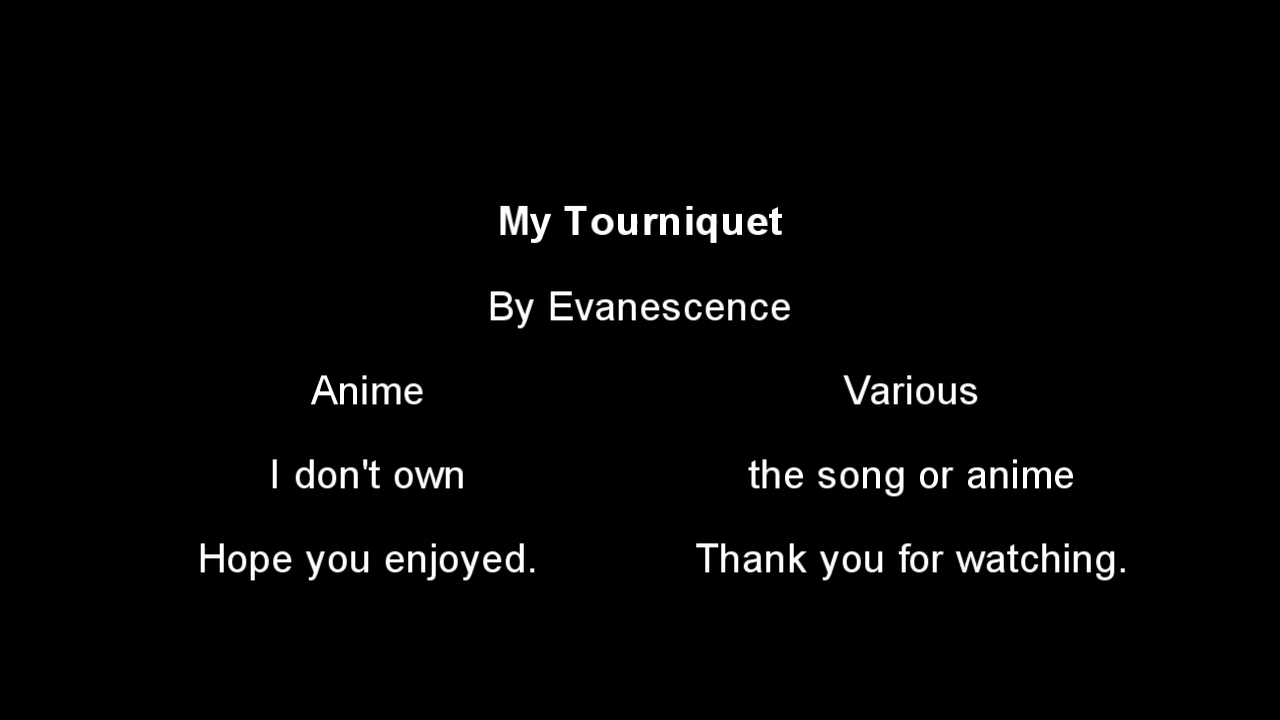 My Tourniquet
By Evanescence
Anime Various
I don't own the song or anime
Hope you enjoyed. Thank you for watching.